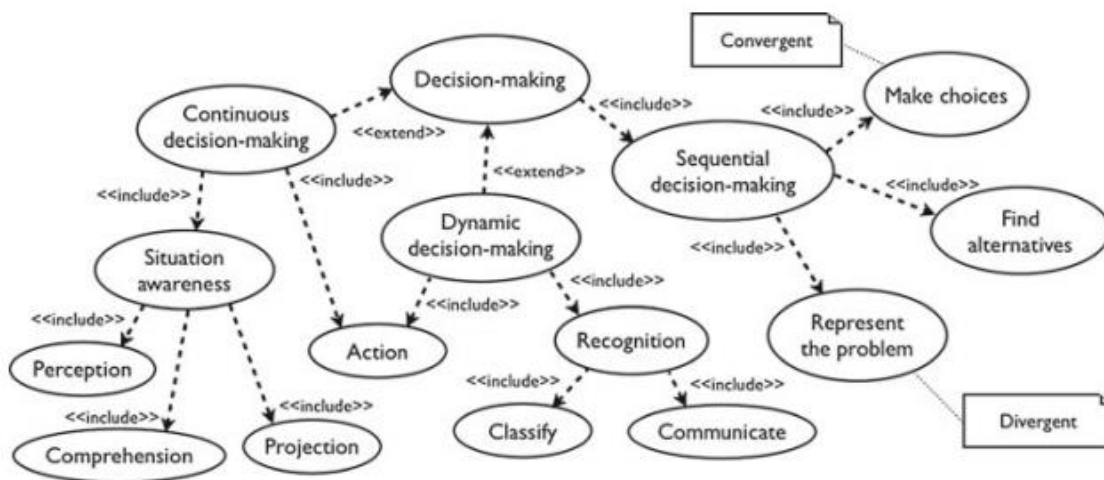 Convergent
Decision-making
Make choices
Continuous
decision-making
<<include>>
<<include>>
<<extend>>
Sequential
decision-making
<<include>>
<<include>>
<<extend>>
<<include>>
Dynamic
decision-making
Find
alternatives
Situation
awareness
<<include>>
<<include>>
<<include>>
<<include>>
<<include>>
Represent
the problem
Perception
Action
Recognition
<<include>>
<<include>>
<<include>>
<<include>>
Comprehension
Projection
Classify
Communicate
Divergent